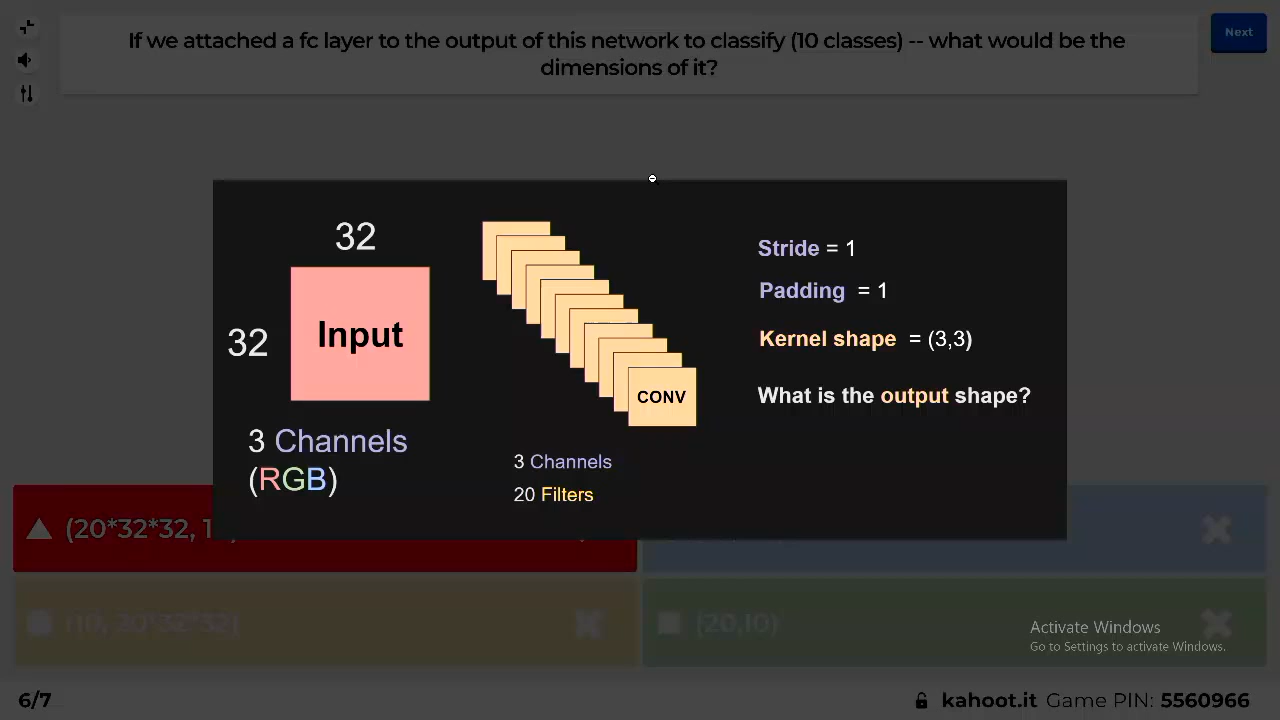 If we attached a fc layer to the output of this network to classify (10 classes) -- what would be the
dimensions of it?
Next
32
32
Input
3 Channels
(RGB)
CONV
3 Channels
20 Filters
Stride = 1
Padding = 1
Kernel shape = (3,3)
What is the output shape?
(20*32*32, 1
(10, 20*32*32)
(20,10)
Activate Windows
Go to Settings to activate Windows.
6/7
kahoot.it Game PIN: 5560966